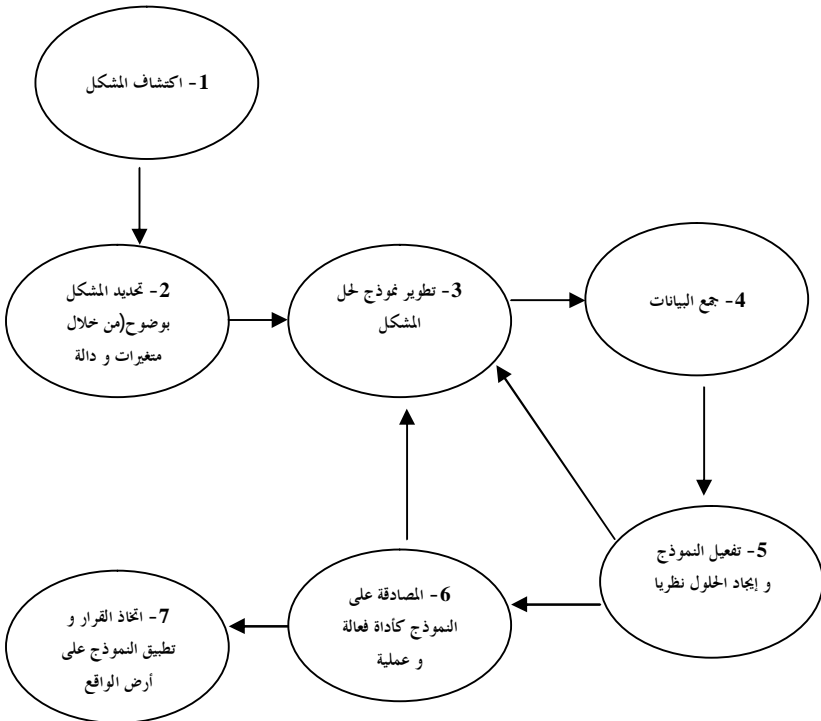 1- اكتشاف المشكل
2- تحديد المشكل
بوضوح(من خلال
متغيرات و دالة
3- تطوير نموذج لحل
المشكل
4- جمع البيانات
5- تفعيل النموذج
و إيجاد الحلول نظريا
6- المصادقة على
النموذج كأداة فعالة
و عملية
7- اتخاذ القرار و
تطبيق النموذج على
أرض الواقع